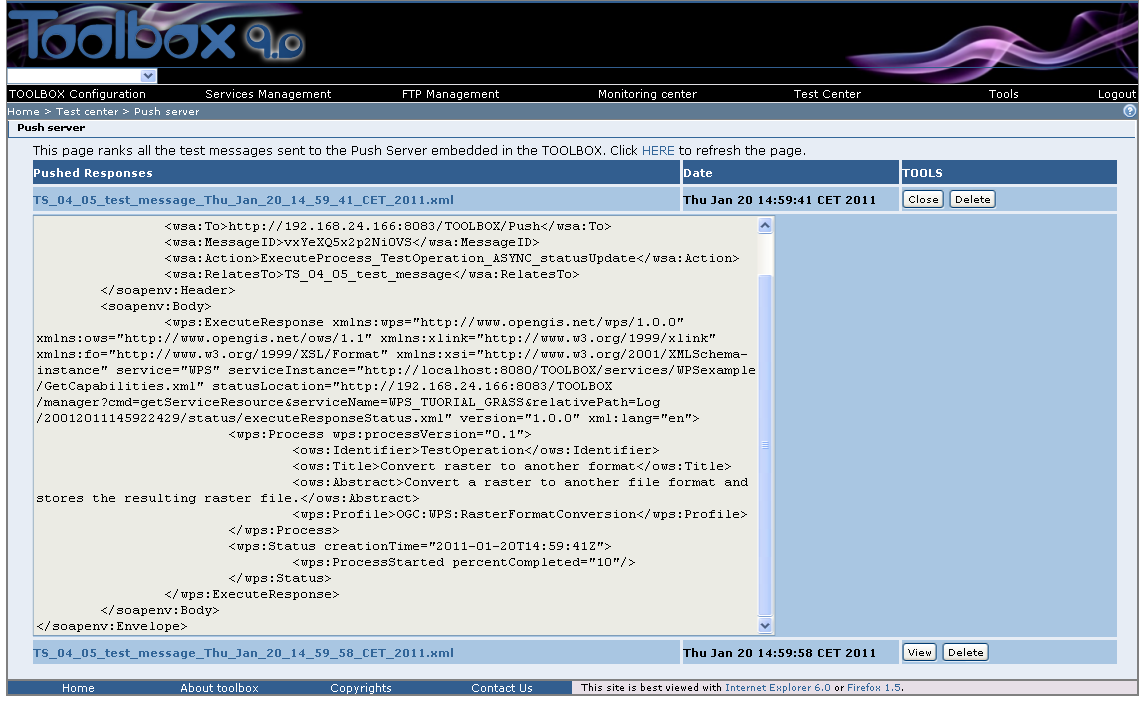 Toolbox 9.0
TOOLBOX Configuration Services Management FTP Management Monitoring center Test Center Tools Logout
Home > Test center > Push server
Push server
This page ranks all the test messages sent to the Push Server embedded in the TOOLBOX. Click HERE to refresh the page.
Pushed Responses Date TOOLS
TS_04_05_test_message_Thu_Jan_20_14_59_41_CET_2011.xml Thu Jan 20 14:59:41 CET 2011 Close Delete
<wsa:To>http://192.168.24.166:8083/TOOLBOX/Push</wsa:To>
<wsa:MessageID>vxYeXQ5x2p2NiOVS</wsa:MessageID>
<wsa:Action>ExecuteProcess_TestOperation_ASYNC_statusUpdate</wsa:Action>
<wsa:RelatesTo>TS_04_05_test_message</wsa:RelatesTo>
</soapenv:Header>
<soapenv:Body>
<wps:ExecuteResponse xmlns:wps="http://www.opengis.net/wps/1.0.0"
xmlns:ows="http://www.opengis.net/ows/1.1" xmlns:xlink="http://www.w3.org/1999/xlink"
xmlns:fo="http://www.w3.org/1999/XSL/Format" xmlns:xsi="http://www.w3.org/2001/XMLSchema-
instance" service="WPS" serviceInstance="http://localhost:8080/TOOLBOX/services/WPSexample
/GetCapabilities.xml" statusLocation="http://192.168.24.166:8083/TOOLBOX
/manager?cmd=getServiceResource&serviceName=WPS_TUORIAL_GRASS&relativePath=Log
/20012011145922429/status/executeResponseStatus.xml" version="1.0.0" xml:lang="en">
<wps:Process wps:processVersion="0.1">
<ows:Identifier>TestOperation</ows:Identifier>
<ows:Title>Convert raster to another format</ows:Title>
<ows:Abstract>Convert a raster to another file format and
stores the resulting raster file.</ows:Abstract>
<wps:Profile>OGC:WPS:RasterFormatConversion</wps:Profile>
</wps:Process>
<wps:Status creationTime="2011-01-20T14:59:41Z">
<wps:ProcessStarted percentCompleted="10"/>
</wps:Status>
</wps:ExecuteResponse>
</soapenv:Body>
</soapenv:Envelope>
TS_04_05_test_message_Thu_Jan_20_14_59_58_CET_2011.xml Thu Jan 20 14:59:58 CET 2011 View Delete
Home About toolbox Copyrights Contact Us This site is best viewed with Internet Explorer 6.0 or Firefox 1.5.